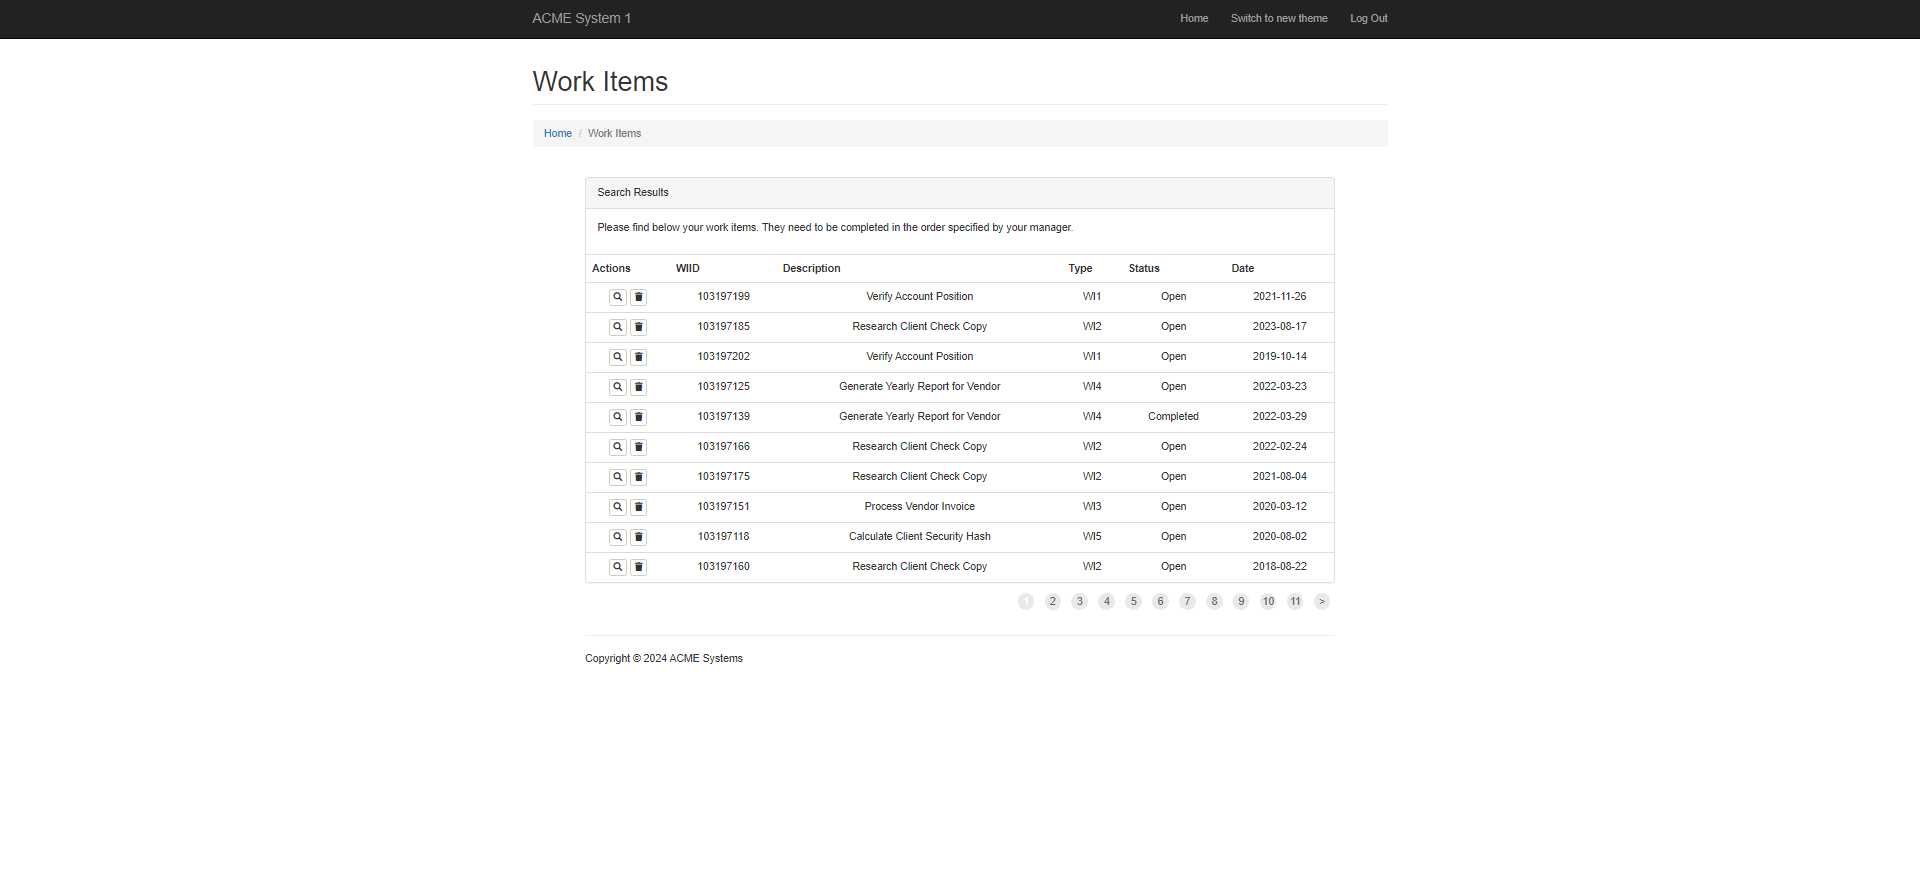 ACME System 1 Home Switch to new theme Log Out
Work Items
Home / Work Items
Search Results
Please find below your work items. They need to be completed in the order specified by your manager.
Actions WIID Description Type Status Date
103197199 Verify Account Position WI1 Open 2021-11-26
103197185 Research Client Check Copy WI2 Open 2023-08-17
103197202 Verify Account Position WI1 Open 2019-10-14
103197125 Generate Yearly Report for Vendor WI4 Open 2022-03-23
103197139 Generate Yearly Report for Vendor WI4 Completed 2022-03-29
103197166 Research Client Check Copy WI2 Open 2022-02-24
103197175 Research Client Check Copy WI2 Open 2021-08-04
103197151 Process Vendor Invoice WI3 Open 2020-03-12
103197118 Calculate Client Security Hash WI5 Open 2020-08-02
103197160 Research Client Check Copy WI2 Open 2018-08-22
1 2 3 4 5 6 7 8 9 10 11 >
Copyright © 2024 ACME Systems